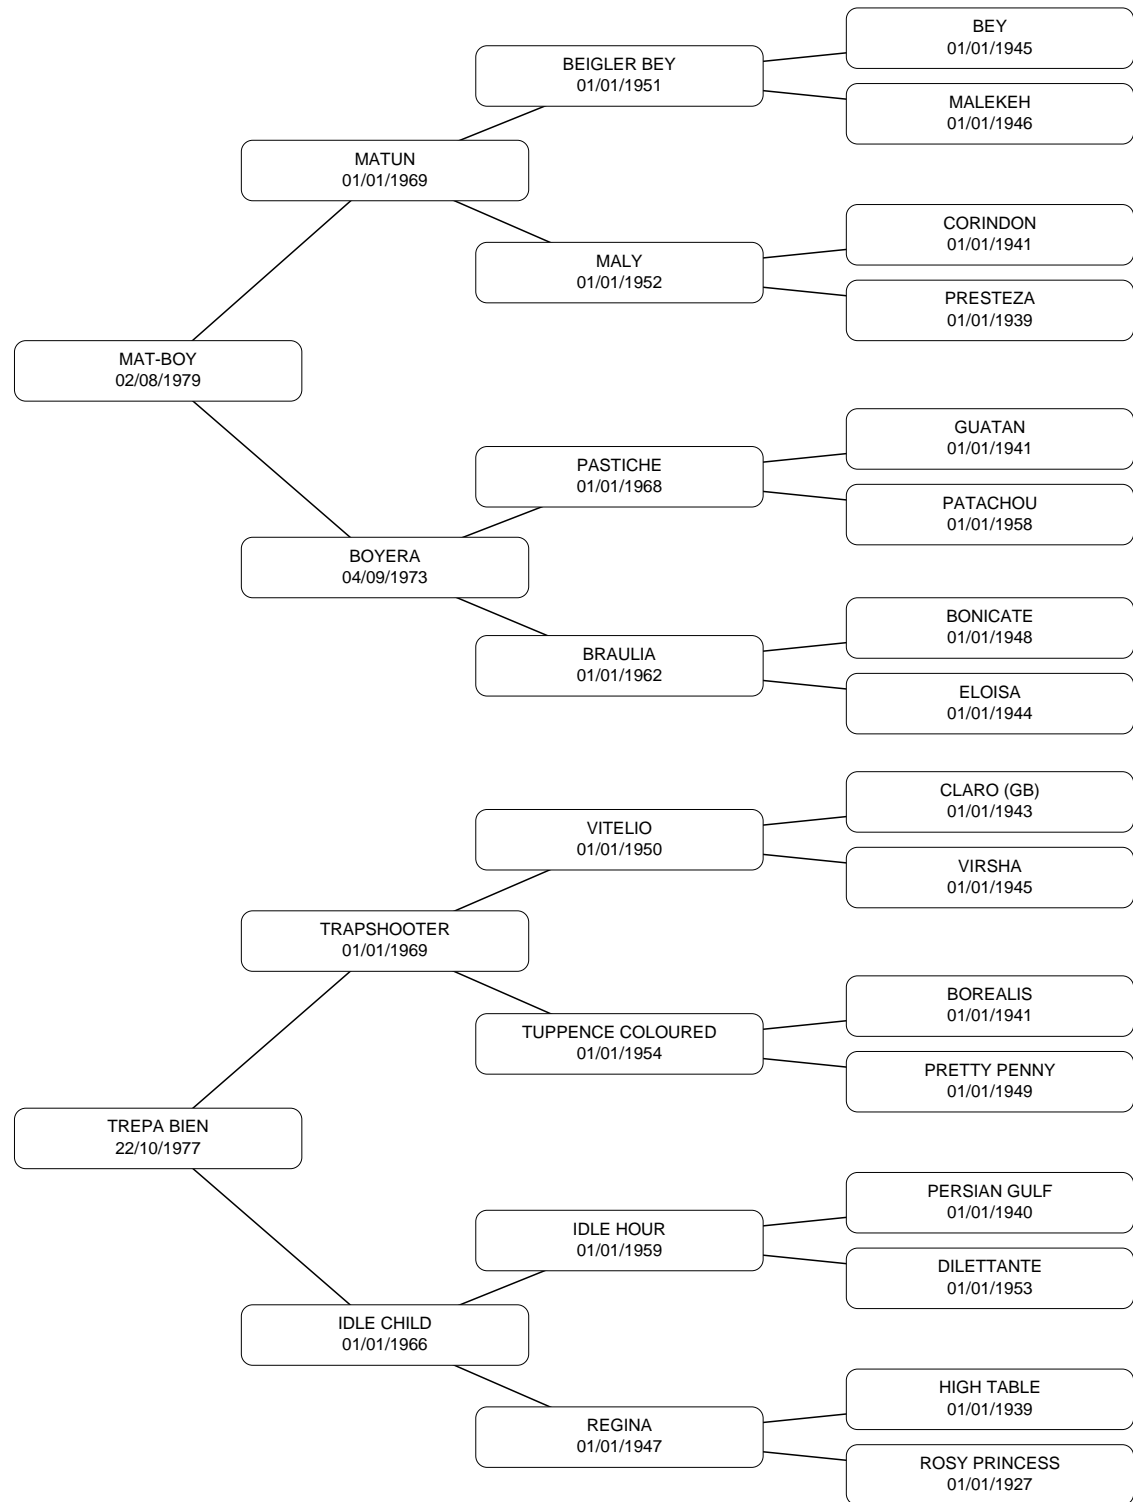 BEY
01/01/1945
BEIGLER BEY
01/01/1951
MALEKEH
01/01/1946
MATUN
01/01/1969
CORINDON
01/01/1941
MALY
01/01/1952
PRESTEZA
01/01/1939
MAT-BOY
02/08/1979
GUATAN
01/01/1941
PASTICHE
01/01/1968
PATACHOU
01/01/1958
BOYERA
04/09/1973
BONICATE
01/01/1948
BRAULIA
01/01/1962
ELOISA
01/01/1944
CLARO (GB)
01/01/1943
VITELIO
01/01/1950
VIRSHA
01/01/1945
TRAPSHOOTER
01/01/1969
BOREALIS
01/01/1941
TUPPENCE COLOURED
01/01/1954
PRETTY PENNY
01/01/1949
TREPA BIEN
22/10/1977
PERSIAN GULF
01/01/1940
IDLE HOUR
01/01/1959
DILETTANTE
01/01/1953
IDLE CHILD
01/01/1966
HIGH TABLE
01/01/1939
REGINA
01/01/1947
ROSY PRINCESS
01/01/1927